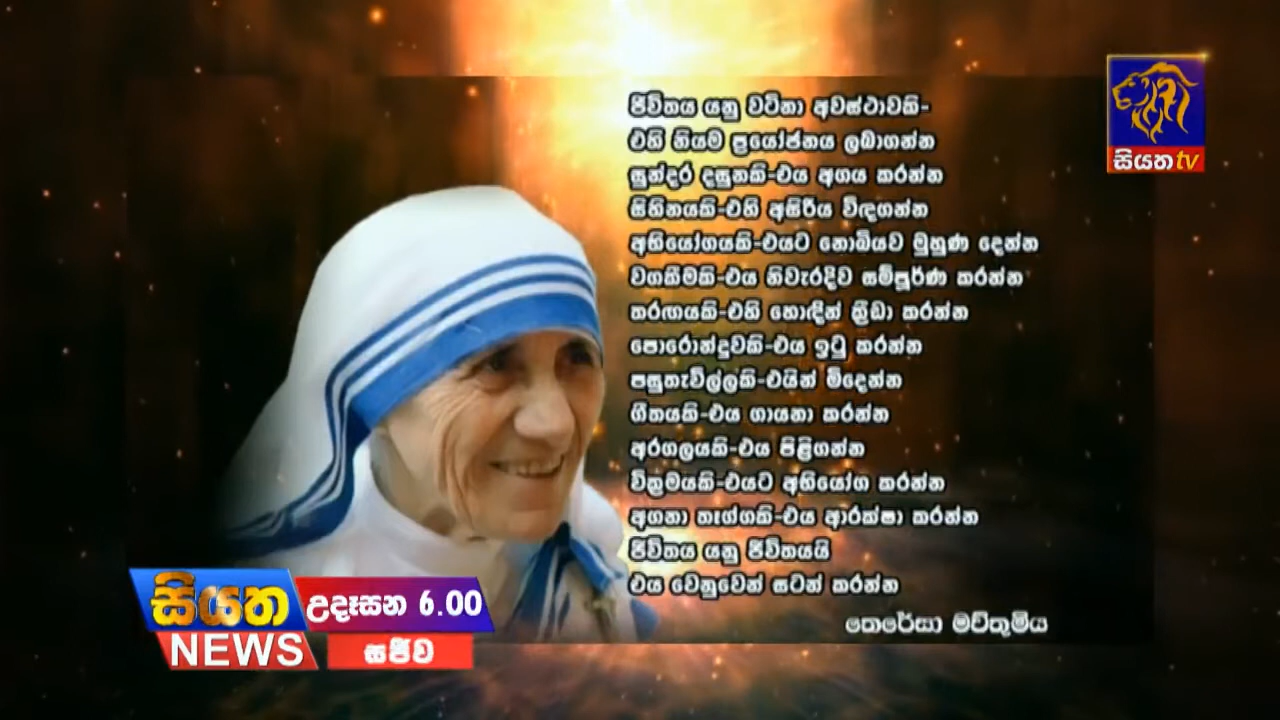 ජීවිතය යනු වටිනා අවස්ථාවකි-
එහි නියම ප්‍රයෝජනය ලබාගන්න
සුන්දර දසුනකි-එය අගය කරන්න
සිහිනයකි-එහි අසිරිය විඳගන්න
අභියෝගයකි-එයට නොබියව මුහුණ දෙන්න
වගකීමකි-එය නිවැරදිව සම්පූර්ණ කරන්න
තරඟයකි-එහි හොඳින් ක්‍රීඩා කරන්න
පොරොන්දුවකි-එය ඉටු කරන්න
පසුතැවිල්ලකි-එයින් මිදෙන්න
ගීතයකි-එය ගායනා කරන්න
අරගලයකි-එය පිළිගන්න
වික්‍රමයකි-එයට අභියෝග කරන්න
අගනා තෑග්ගකි-එය ආරක්ෂා කරන්න
ජීවිතය යනු ජීවිතයයි
එය වෙනුවෙන් සටන් කරන්න
තෙරේසා මව්තුමිය
සියත tv
සියත
NEWS
උදෑසන 6.00
සජීව